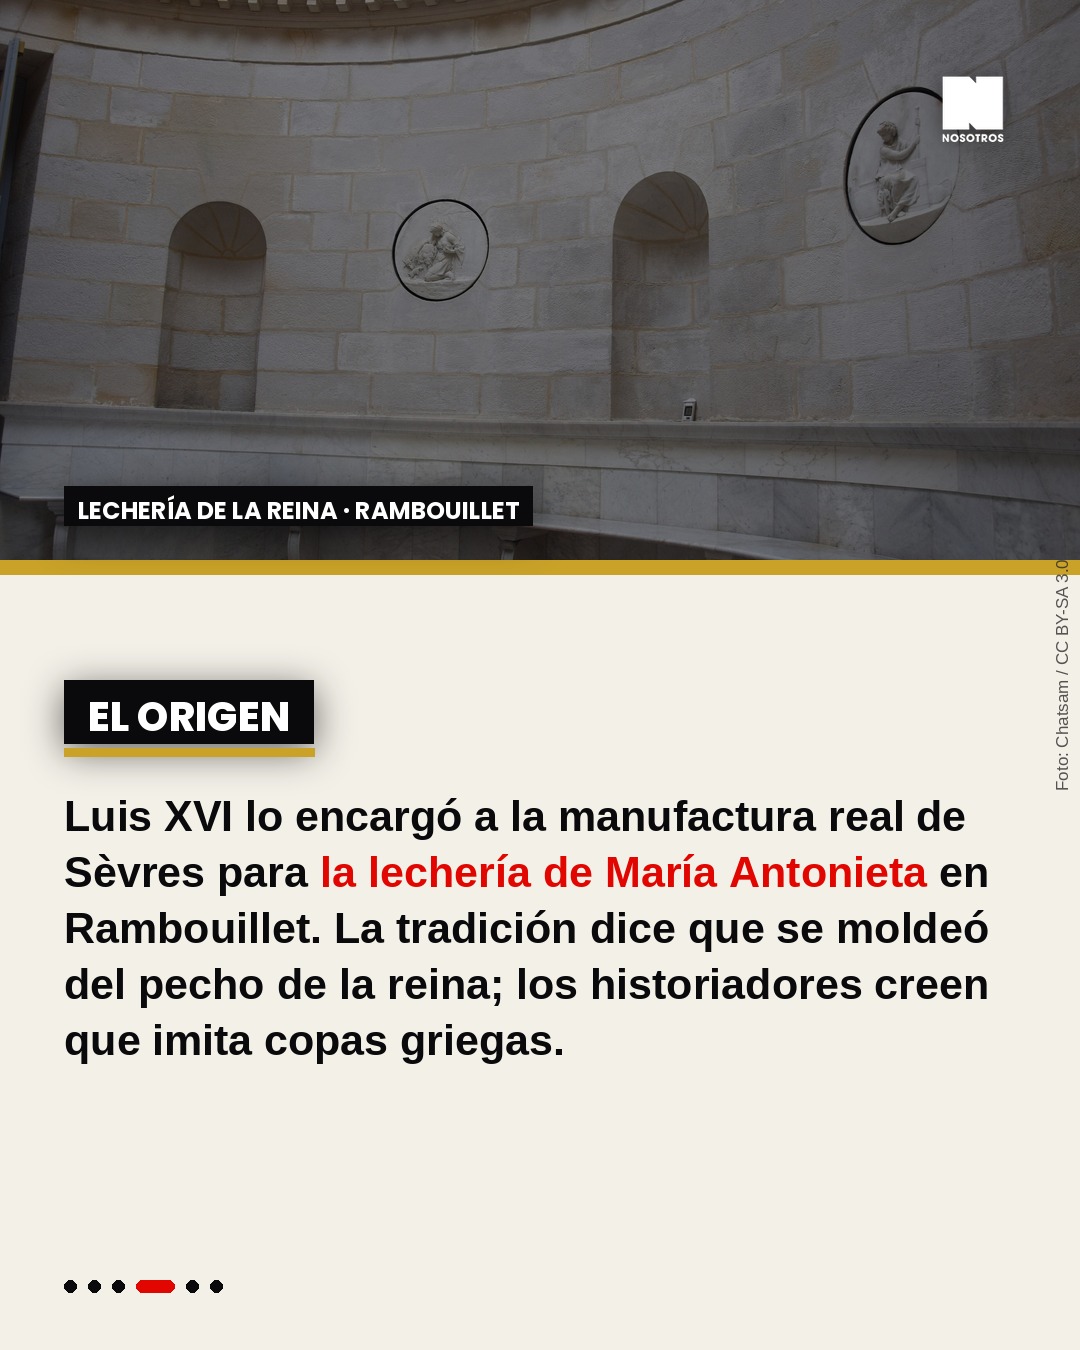 NOSOTROS
LECHERÍA DE LA REINA · RAMBOUILLET
Foto: Chatsam / CC BY-SA 3.0
EL ORIGEN
Luis XVI lo encargó a la manufactura real de
Sèvres para la lechería de María Antonieta en
Rambouillet. La tradición dice que se moldeó
del pecho de la reina; los historiadores creen
que imita copas griegas.